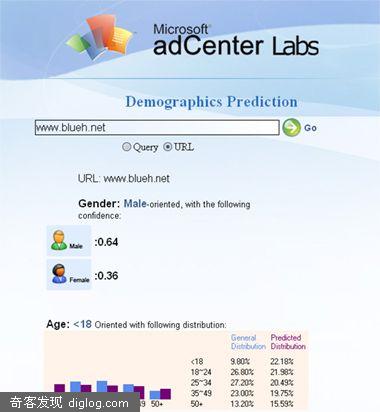 Microsoft
adCenter Labs
Demographics Prediction
www.blueh.net Go
Query URL
URL: www.blueh.net
Gender: Male-oriented, with the following
confidence:
Male :0.64
Female :0.36
Age: <18 Oriented with following distribution:
General Distribution Predicted Distribution
<18 9.80% 22.18%
18~24 26.80% 21.98%
25~34 27.20% 20.49%
35~49 23.00% 19.75%
50+ 13.20% 15.55%
49 50+
奇客发现 diglog.com